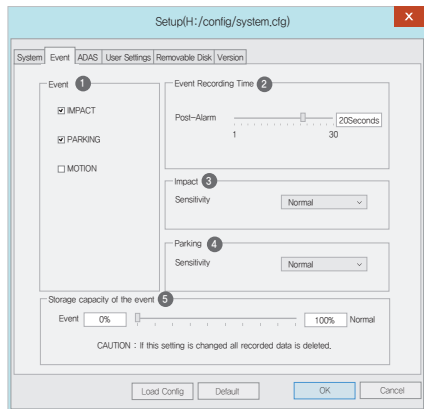 Setup(H:/config/system.cfg)
X
System Event ADAS User Settings Removable Disk Version
Event 1
IMPACT
PARKING
MOTION
Event Recording Time 2
Post-Alarm 20Seconds
1 30
Impact 3
Sensitivity Normal
Parking 4
Sensitivity Normal
Storage capacity of the event 5
Event 0% 100% Normal
CAUTION : If this setting is changed all recorded data is deleted.
Load Config Default OK Cancel